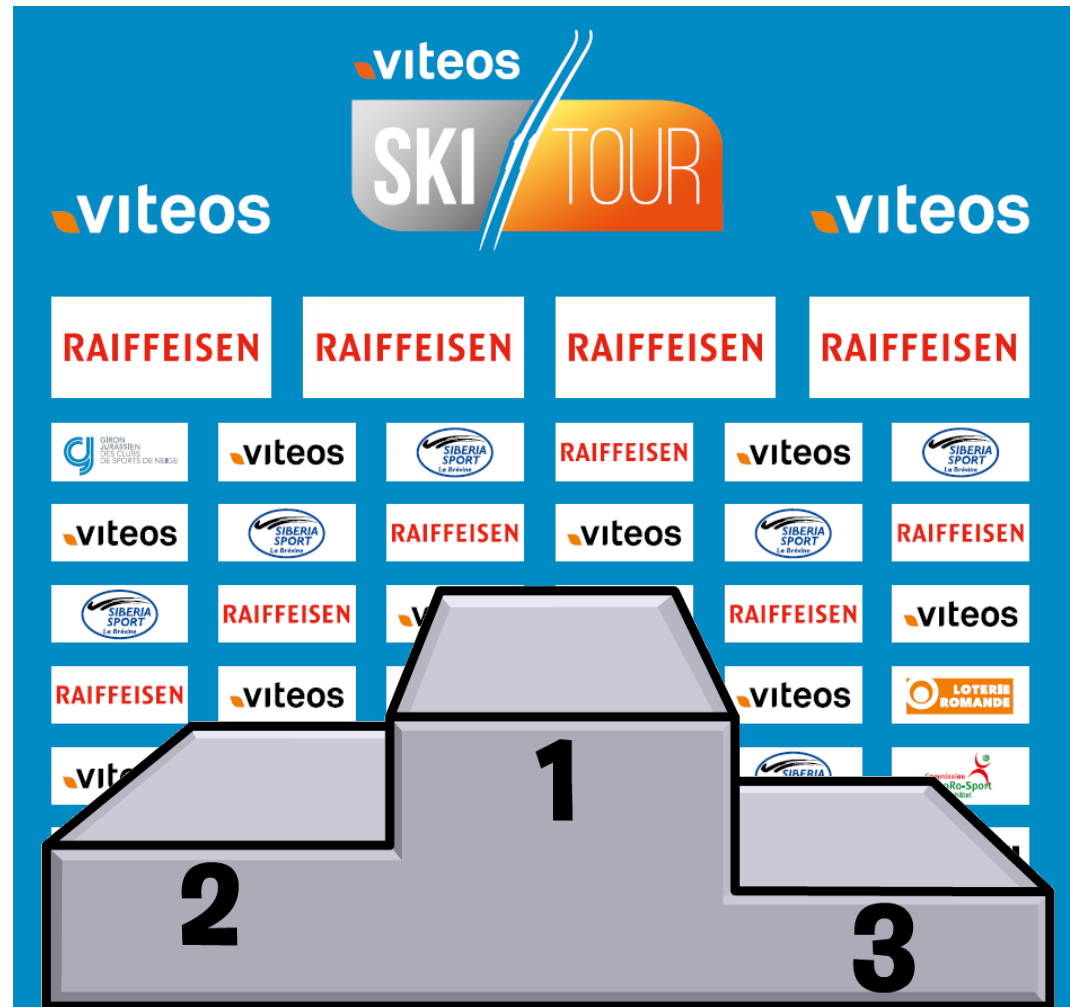 viteos
SKI TOUR
viteos viteos
RAIFFEISEN RAIFFEISEN RAIFFEISEN RAIFFEISEN
GIRON
JURASSIEN
DES CLUBS
DE SPORTS DE NEIGE
viteos
SIBERIA
SPORT
La Brévine
RAIFFEISEN
viteos
SIBERIA
SPORT
La Brévine
viteos
SIBERIA
SPORT
La Brévine
RAIFFEISEN
viteos
SIBERIA
SPORT
La Brévine
RAIFFEISEN
SIBERIA
SPORT
La Brévine
RAIFFEISEN
RAIFFEISEN
viteos
RAIFFEISEN
viteos
viteos
LOTERIE
ROMANDE
SIBERIA
Commission
1
2
3